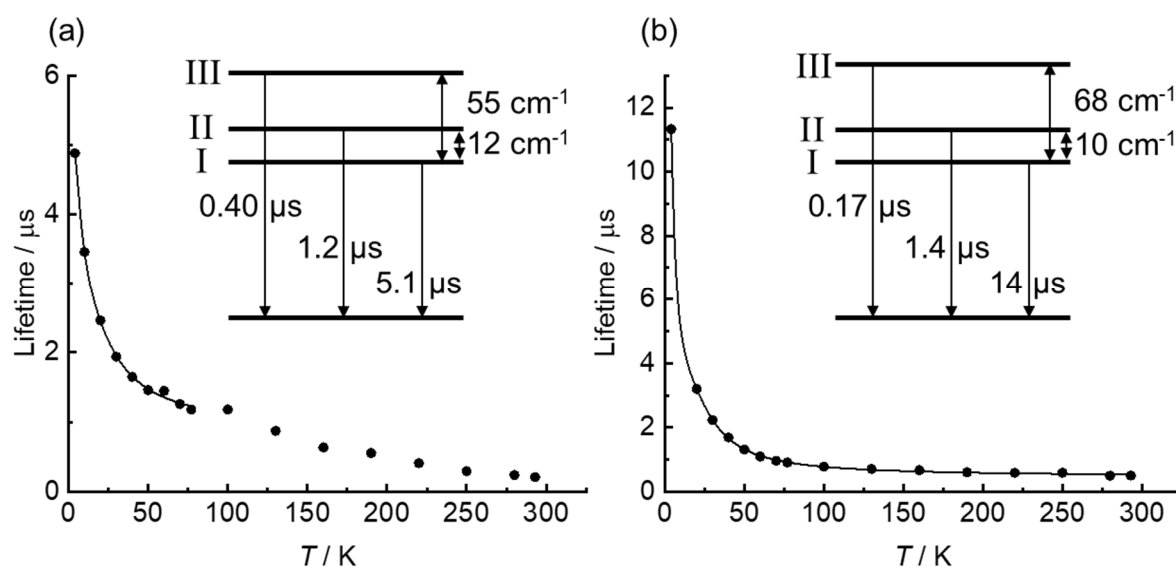 (a)
6
4
2
0
Lifetime / μs
0 50 100 150 200 250 300
T / K
III
II
I
55 cm⁻¹
12 cm⁻¹
0.40 μs
1.2 μs
5.1 μs
(b)
12
10
8
6
4
2
0
Lifetime / μs
0 50 100 150 200 250 300
T / K
III
II
I
68 cm⁻¹
10 cm⁻¹
0.17 μs
1.4 μs
14 μs